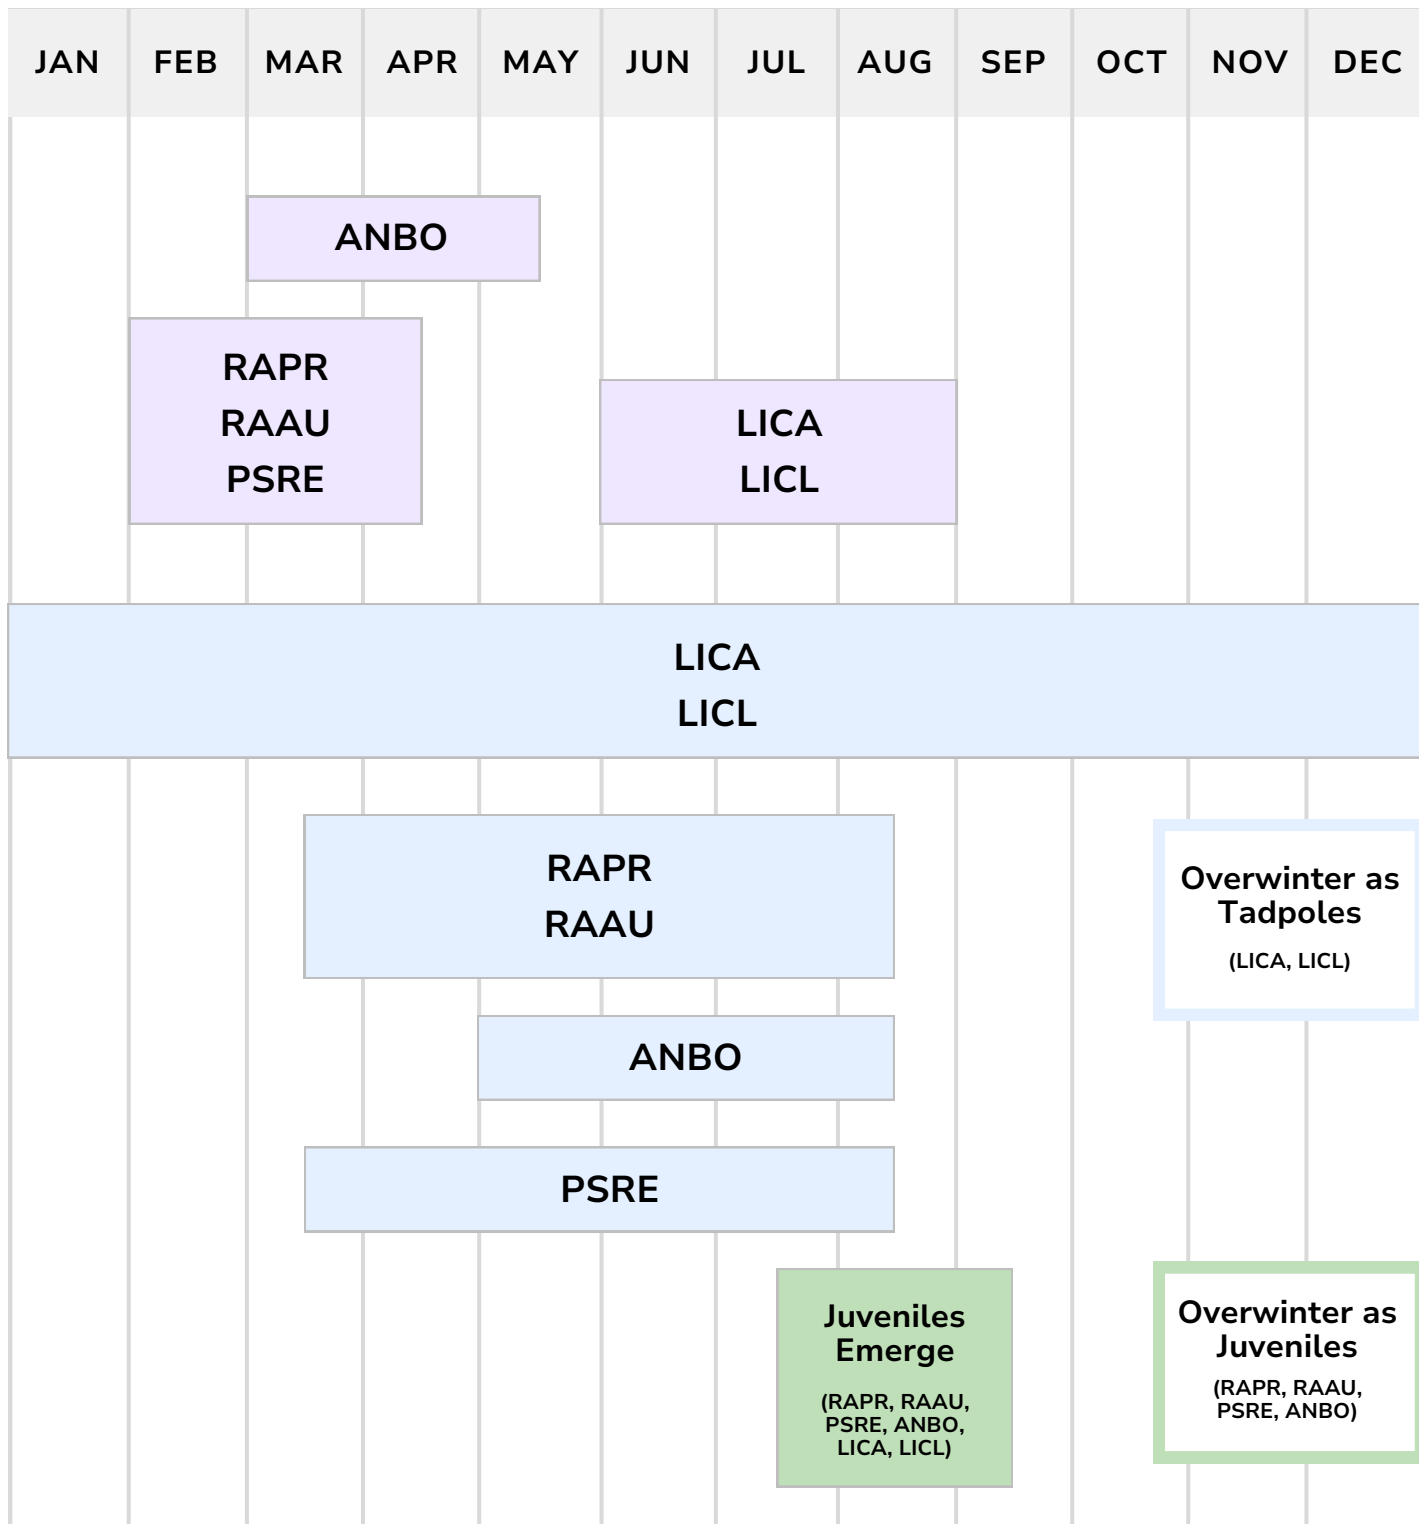 JAN FEB MAR APR MAY JUN JUL AUG SEP OCT NOV DEC
ANBO
RAPR
RAAU
PSRE
LICA
LICL
LICA
LICL
RAPR
RAAU
Overwinter as
Tadpoles
(LICA, LICL)
ANBO
PSRE
Juveniles
Emerge
(RAPR, RAAU,
PSRE, ANBO,
LICA, LICL)
Overwinter as
Juveniles
(RAPR, RAAU,
PSRE, ANBO)